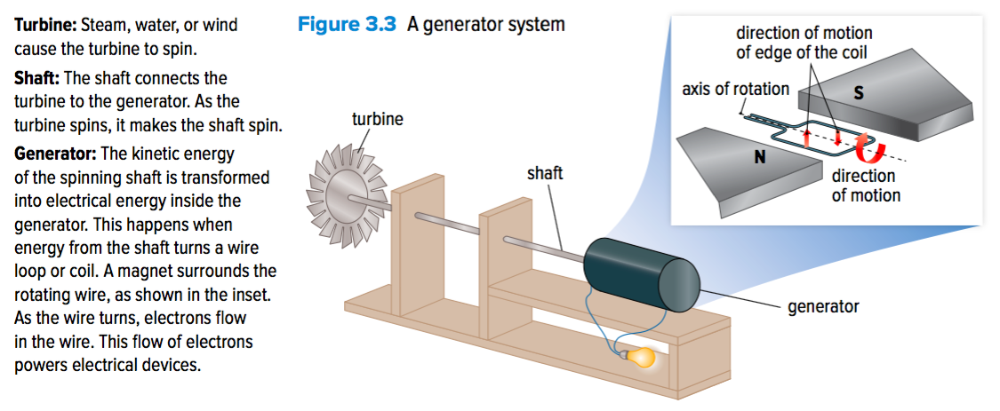 Turbine: Steam, water, or wind
cause the turbine to spin.
Shaft: The shaft connects the
turbine to the generator. As the
turbine spins, it makes the shaft spin.
Generator: The kinetic energy
of the spinning shaft is transformed
into electrical energy inside the
generator. This happens when
energy from the shaft turns a wire
loop or coil. A magnet surrounds the
rotating wire, as shown in the inset.
As the wire turns, electrons flow
in the wire. This flow of electrons
powers electrical devices.
Figure 3.3 A generator system
turbine
shaft
generator
direction of motion
of edge of the coil
axis of rotation
S
N
direction
of motion